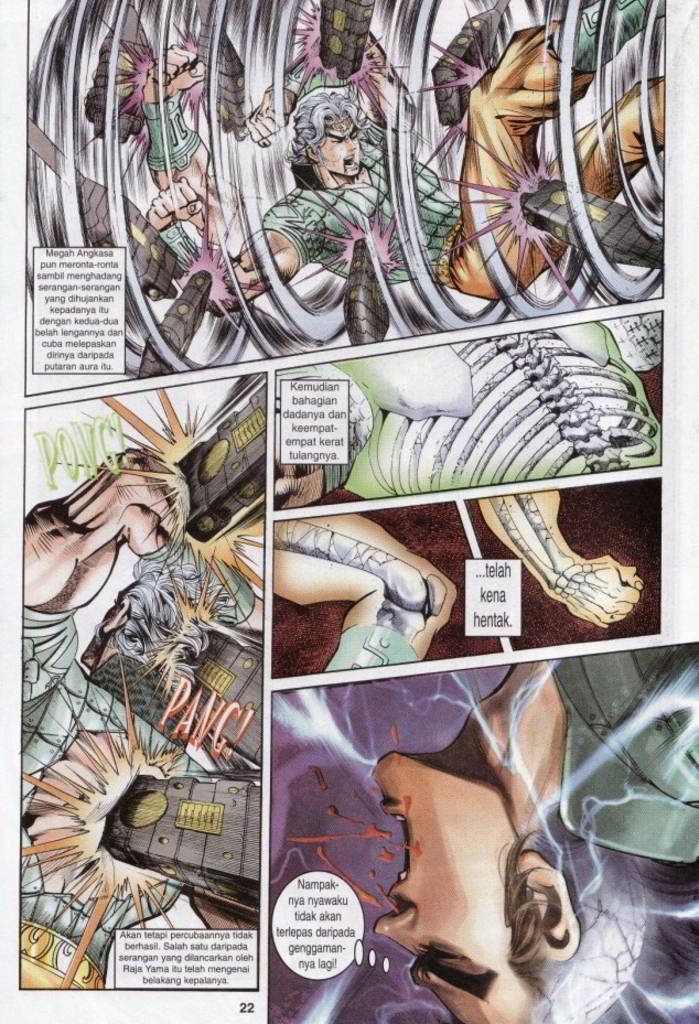 Megah Angkasa
pun meronta-ronta
sambil menghadang
serangan-serangan
yang dihujankan
kepadanya itu
dengan kedua-dua
belah lengannya dan
cuba melepaskan
dirinya daripada
putaran aura itu.
Kemudian
bahagian
dadanya dan
keempat-
empat kerat
tulangnya.
PONG!
PANG!
...telah
kena
hentak.
Akan tetapi percubaannya tidak
berhasil. Salah satu daripada
serangan yang dilancarkan oleh
Raja Yama itu telah mengenai
belakang kepalanya.
Nampak-
nya nyawaku
tidak akan
terlepas daripada
genggaman-
nya lagi!
22